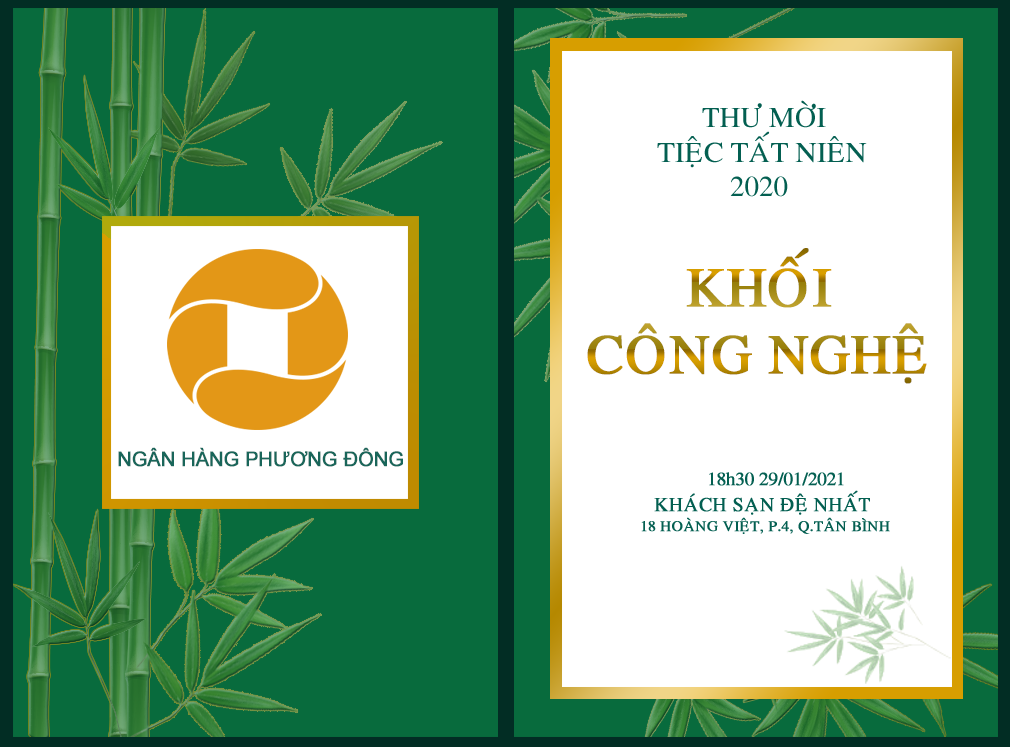 NGÂN HÀNG PHƯƠNG ĐÔNG
THƯ MỜI
TIỆC TẤT NIÊN
2020
KHỐI
CÔNG NGHỆ
18h30 29/01/2021
KHÁCH SẠN ĐỆ NHẤT
18 HOÀNG VIỆT, P.4, Q.TÂN BÌNH